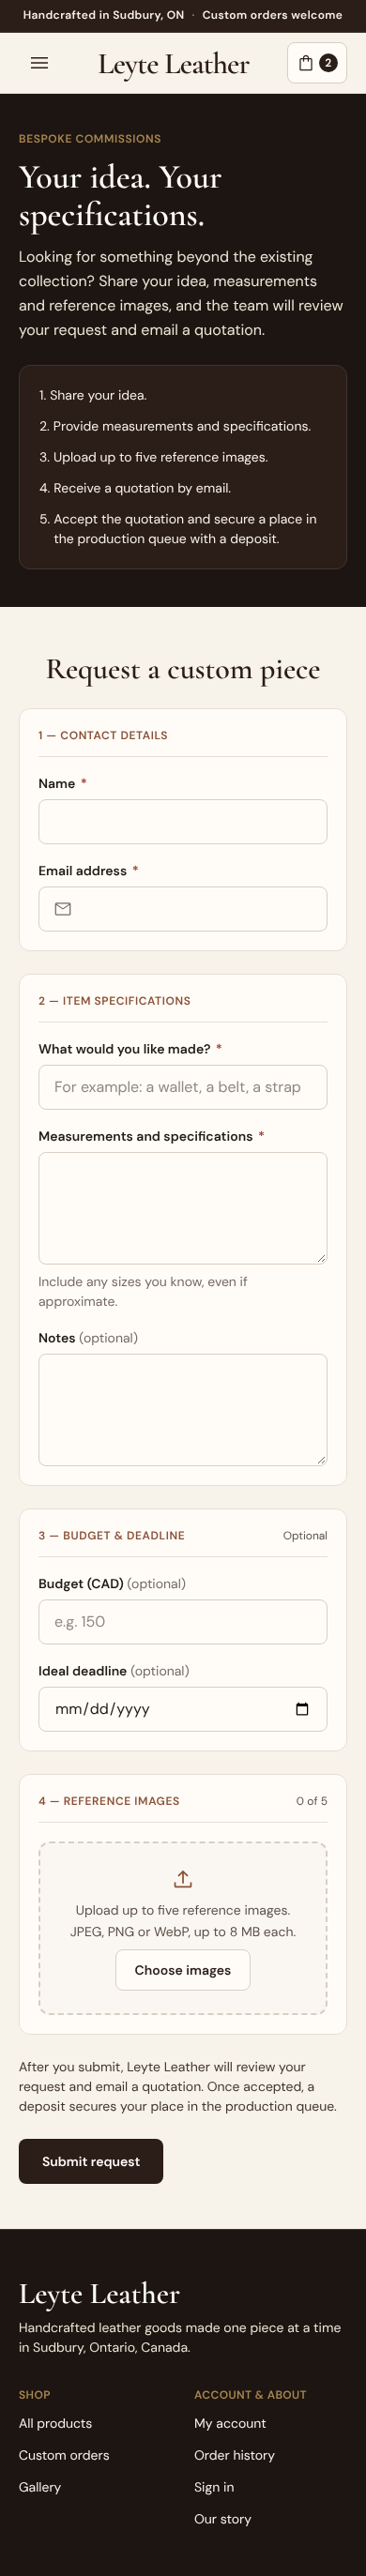 Handcrafted in Sudbury, ON · Custom orders welcome
Leyte Leather
2
BESPOKE COMMISSIONS
Your idea. Your
specifications.
Looking for something beyond the existing
collection? Share your idea, measurements
and reference images, and the team will review
your request and email a quotation.
1. Share your idea.
2. Provide measurements and specifications.
3. Upload up to five reference images.
4. Receive a quotation by email.
5. Accept the quotation and secure a place in
the production queue with a deposit.
Request a custom piece
1 — CONTACT DETAILS
Name *
Email address *
2 — ITEM SPECIFICATIONS
What would you like made? *
For example: a wallet, a belt, a strap
Measurements and specifications *
Include any sizes you know, even if
approximate.
Notes (optional)
3 — BUDGET & DEADLINE Optional
Budget (CAD) (optional)
e.g. 150
Ideal deadline (optional)
mm/dd/yyyy
4 — REFERENCE IMAGES 0 of 5
Upload up to five reference images.
JPEG, PNG or WebP, up to 8 MB each.
Choose images
After you submit, Leyte Leather will review your
request and email a quotation. Once accepted, a
deposit secures your place in the production queue.
Submit request
Leyte Leather
Handcrafted leather goods made one piece at a time
in Sudbury, Ontario, Canada.
SHOP
All products
Custom orders
Gallery
ACCOUNT & ABOUT
My account
Order history
Sign in
Our story